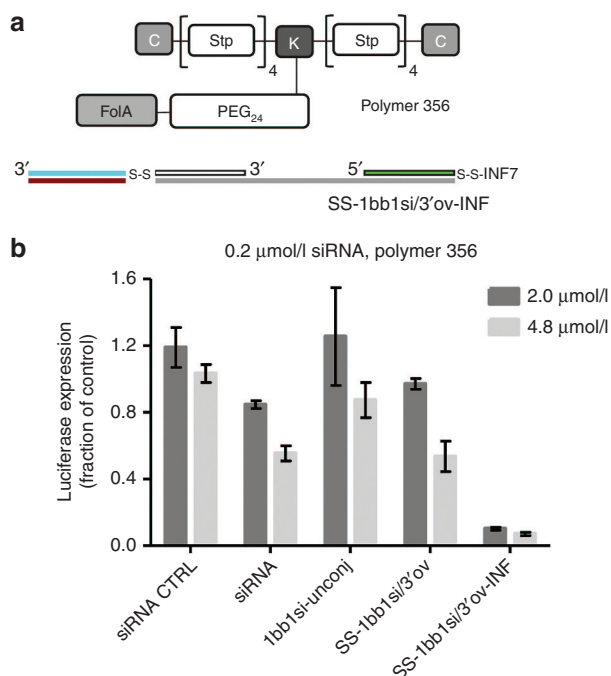 a
C [ Stp ]4 K [ Stp ]4 C
FolA PEG24 Polymer 356
3′ S-S 3′ 5′ S-S-INF7
SS-1bb1si/3′ov-INF
b
0.2 μmol/l siRNA, polymer 356
2.0 μmol/l
4.8 μmol/l
Luciferase expression
(fraction of control)
1.6
1.2
0.8
0.4
0.0
siRNA CTRL
siRNA
1bb1si-unconj
SS-1bb1si/3′ov
SS-1bb1si/3′ov-INF